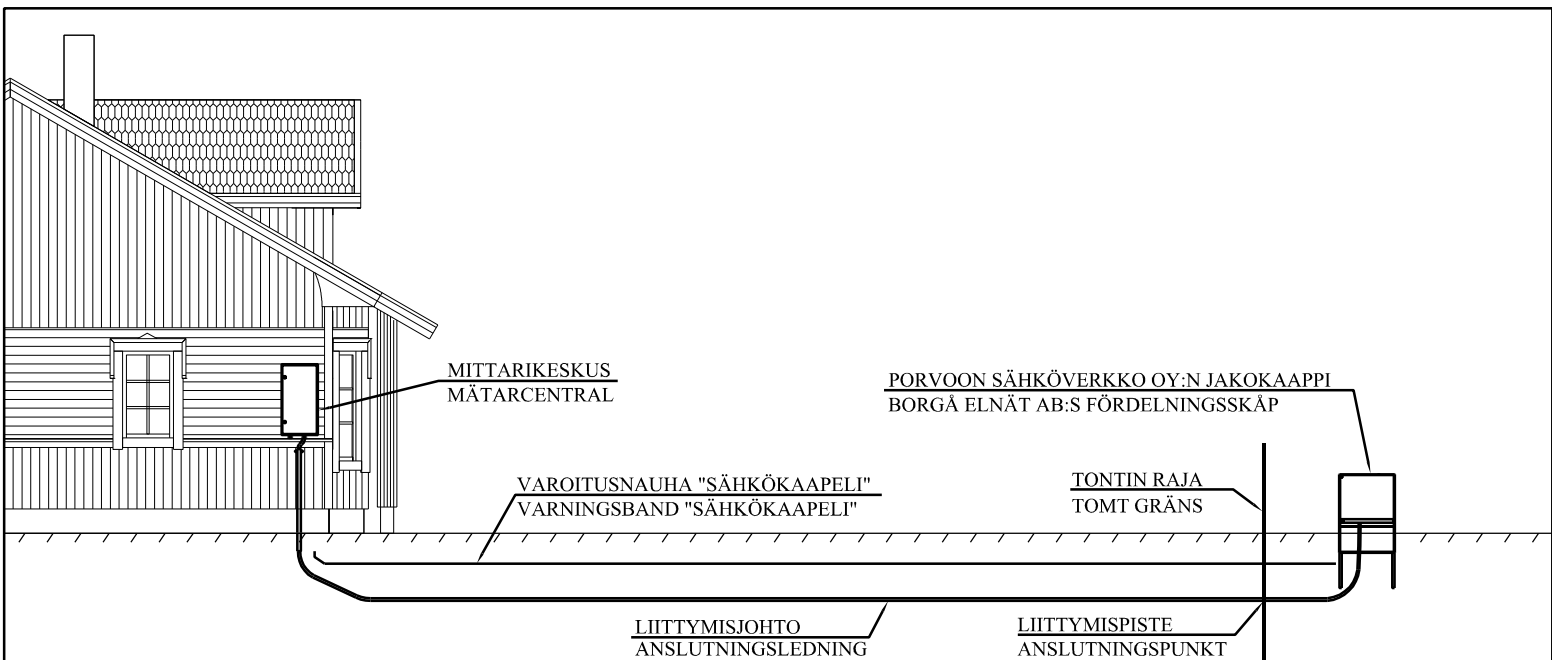 MITTARIKESKUS
MÄTARCENTRAL
PORVOON SÄHKÖVERKKO OY:N JAKOKAAPPI
BORGÅ ELNÄT AB:S FÖRDELNINGSSKÅP
VAROITUSNAUHA "SÄHKÖKAAPELI"
VARNINGSBAND "SÄHKÖKAAPELI"
TONTIN RAJA
TOMT GRÄNS
LIITTYMISJOHTO
ANSLUTNINGSLEDNING
LIITTYMISPISTE
ANSLUTNINGSPUNKT